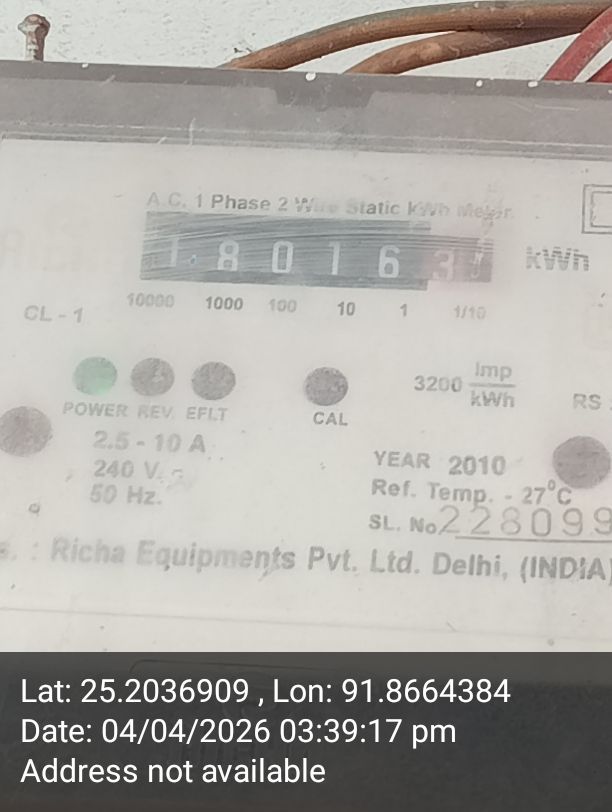 A.C. 1 Phase 2 Wire Static kWh Meter
1 8 0 1 6 3 kWh
CL - 1
10000 1000 100 10 1 1/10
POWER REV. EFLT
CAL
3200 Imp
kWh
RS
2.5 - 10 A
240 V.
50 Hz.
YEAR 2010
Ref. Temp. - 27°C
SL. No. 228099
: Richa Equipments Pvt. Ltd. Delhi, (INDIA)
Lat: 25.2036909 , Lon: 91.8664384
Date: 04/04/2026 03:39:17 pm
Address not available